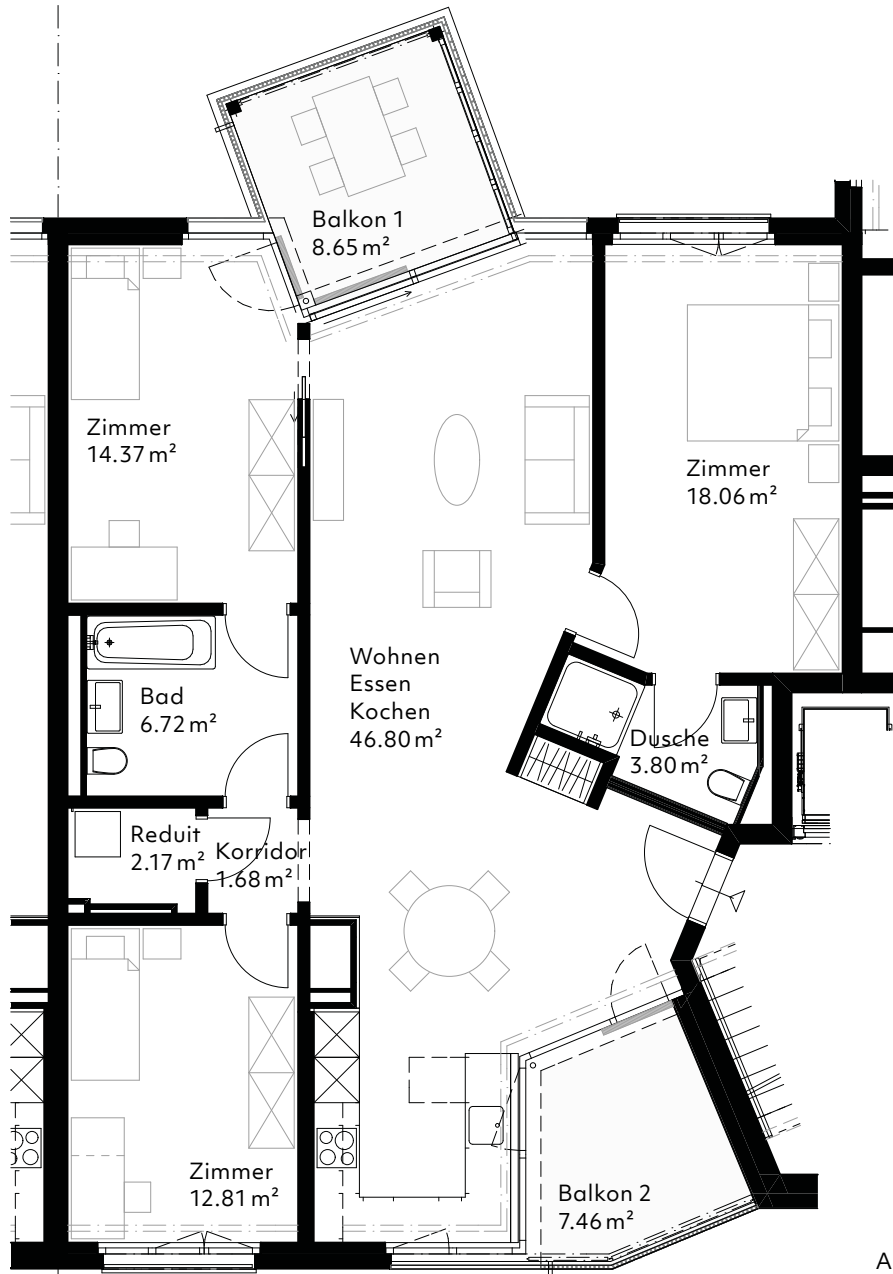 Balkon 1
8.65 m²
Zimmer
14.37 m²
Zimmer
18.06 m²
Wohnen
Essen
Kochen
46.80 m²
Bad
6.72 m²
Dusche
3.80 m²
Reduit
2.17 m²
Korridor
1.68 m²
Zimmer
12.81 m²
Balkon 2
7.46 m²
A